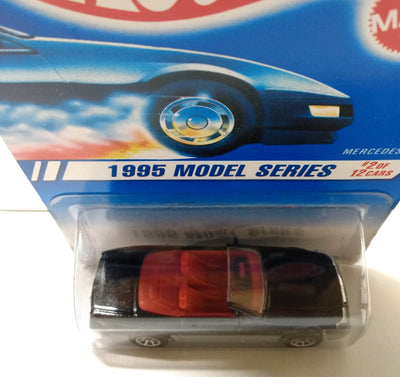 MERCEDES
1995 MODEL SERIES
#2 OF
12 CARS